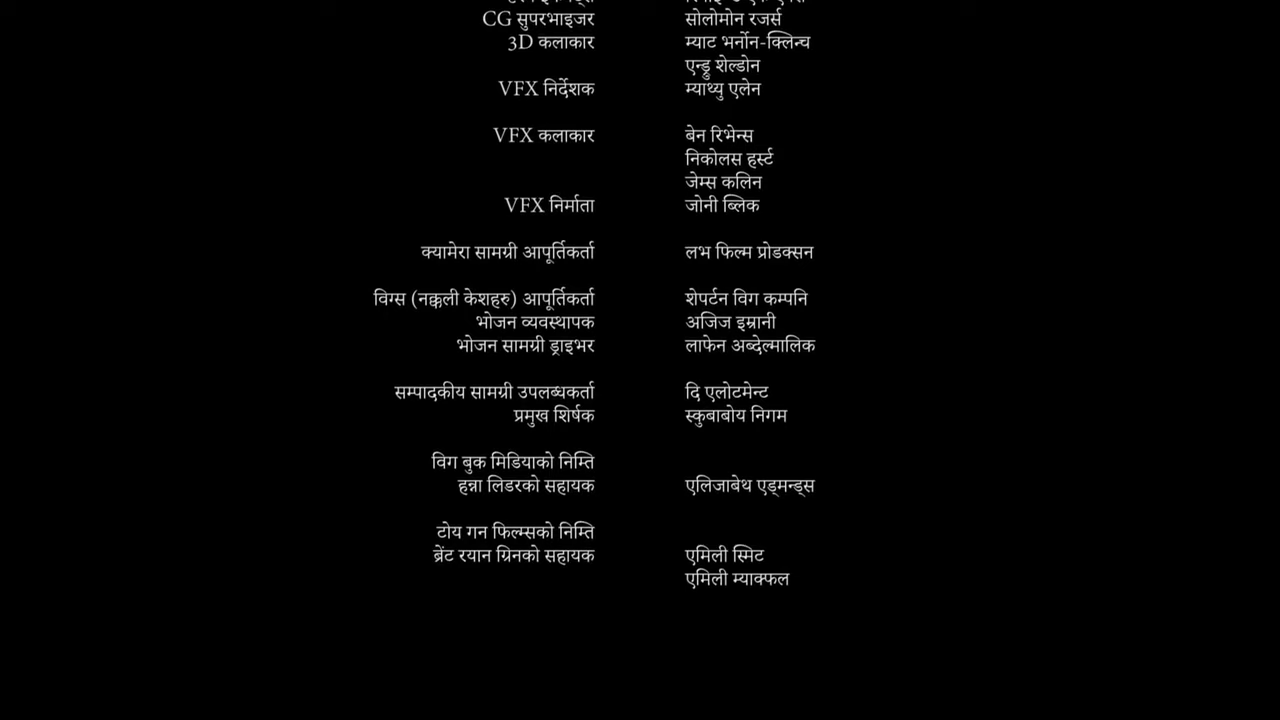 CG सुपरभाइजर सोलोमोन रजर्स
3D कलाकार म्याट भर्नोन-क्लिन्च
एन्ड्रु शेल्डोन
VFX निर्देशक म्याथ्यु एलेन
VFX कलाकार बेन रिभेन्स
निकोलस हर्स्ट
जेम्स कलिन
VFX निर्माता जोनी ब्लिक
क्यामेरा सामग्री आपूर्तिकर्ता लभ फिल्म प्रोडक्सन
विग्स (नक्कली केशहरु) आपूर्तिकर्ता शेपर्टन विग कम्पनि
भोजन व्यवस्थापक अजिज इम्रानी
भोजन सामग्री ड्राइभर लाफेन अब्देल्मालिक
सम्पादकीय सामग्री उपलब्धकर्ता दि एलोटमेन्ट
प्रमुख शिर्षक स्कुबाबोय निगम
विग बुक मिडियाको निम्ति
हन्ना लिडरको सहायक एलिजाबेथ एड्मन्ड्स
टोय गन फिल्म्सको निम्ति
ब्रेंट रयान ग्रिनको सहायक एमिली स्मिट
एमिली म्याक्फल